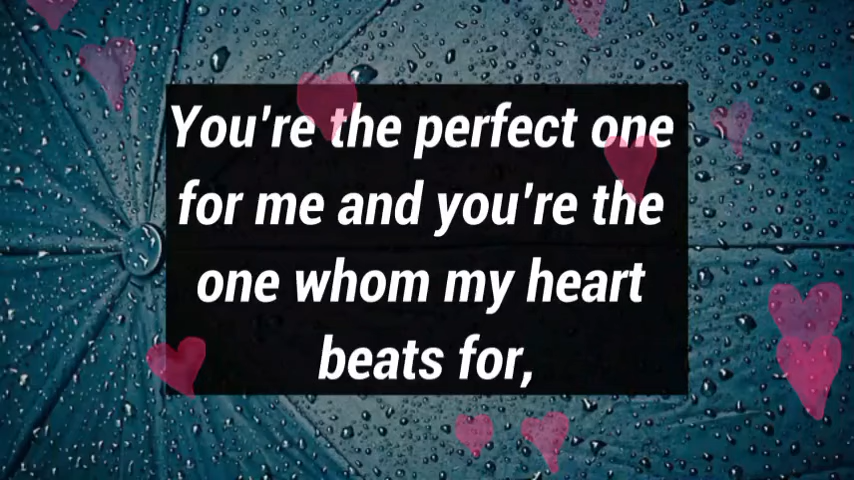 You're the perfect one
for me and you're the
one whom my heart
beats for,